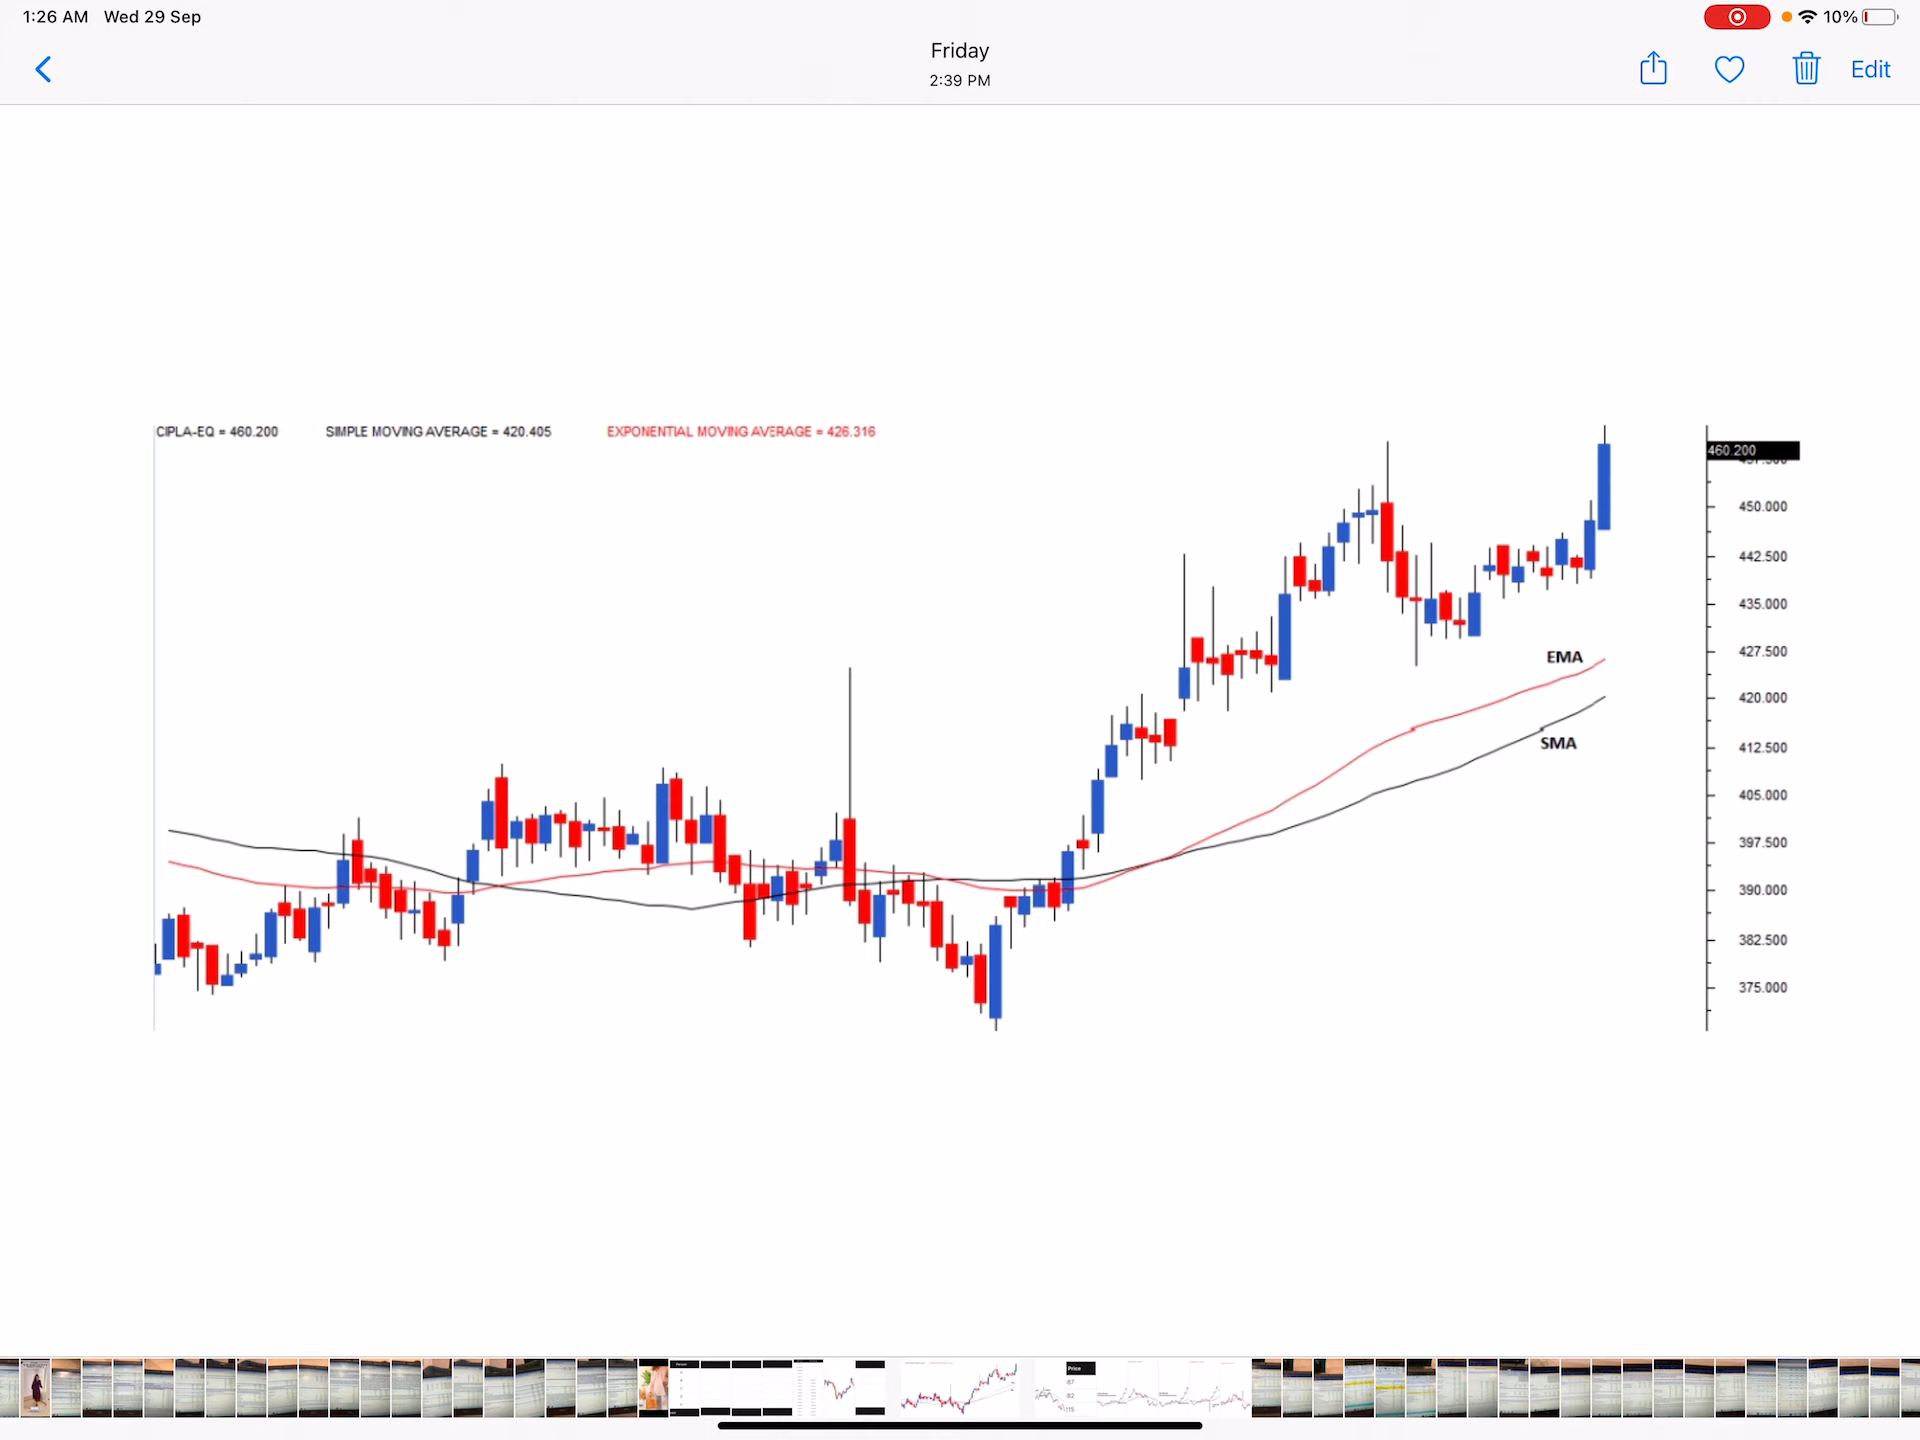 1:26 AM Wed 29 Sep
10%
Friday
2:39 PM
Edit
CIPLA-EQ = 460.200 SIMPLE MOVING AVERAGE = 420.405 EXPONENTIAL MOVING AVERAGE = 426.316
460.200
450.000
442.500
435.000
EMA
427.500
420.000
SMA
412.500
405.000
397.500
390.000
382.500
375.000
Price